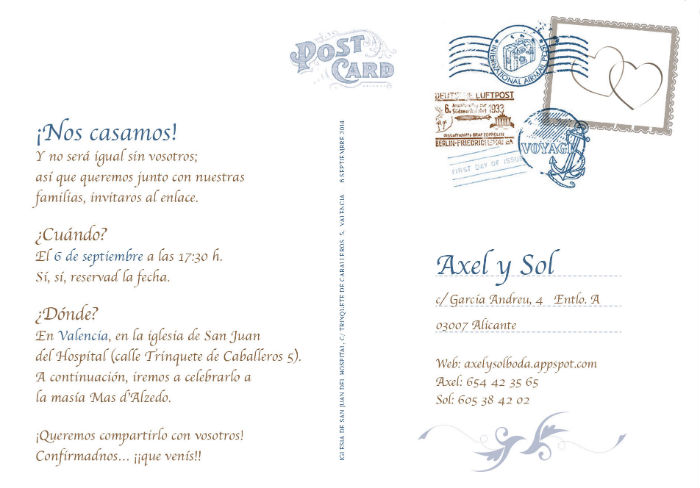 POST
CARD
INTERNATIONAL AIRMAIL
DEUTSCHE LUFTPOST
1933
BERLIN-FRIEDRICHSHAFEN
VOYAGE
FIRST DAY OF ISSUE
¡Nos casamos!
Y no será igual sin vosotros;
así que queremos junto con nuestras
familias, invitaros al enlace.
¿Cuándo?
El 6 de septiembre a las 17:30 h.
Sí, sí, reservad la fecha.
¿Dónde?
En Valencia, en la iglesia de San Juan
del Hospital (calle Trinquete de Caballeros 5).
A continuación, iremos a celebrarlo a
la masía Mas d'Alzedo.
¡Queremos compartirlo con vosotros!
Confirmadnos... ¡¡que venís!!
IGLESIA DE SAN JUAN DEL HOSPITAL, C/ TRINQUETE DE CABALLEROS 5, VALENCIA 6 SEPTIEMBRE 2014
Axel y Sol
c/ García Andreu, 4 Entlo. A
03007 Alicante
Web: axelysolboda.appspot.com
Axel: 654 42 35 65
Sol: 605 38 42 02